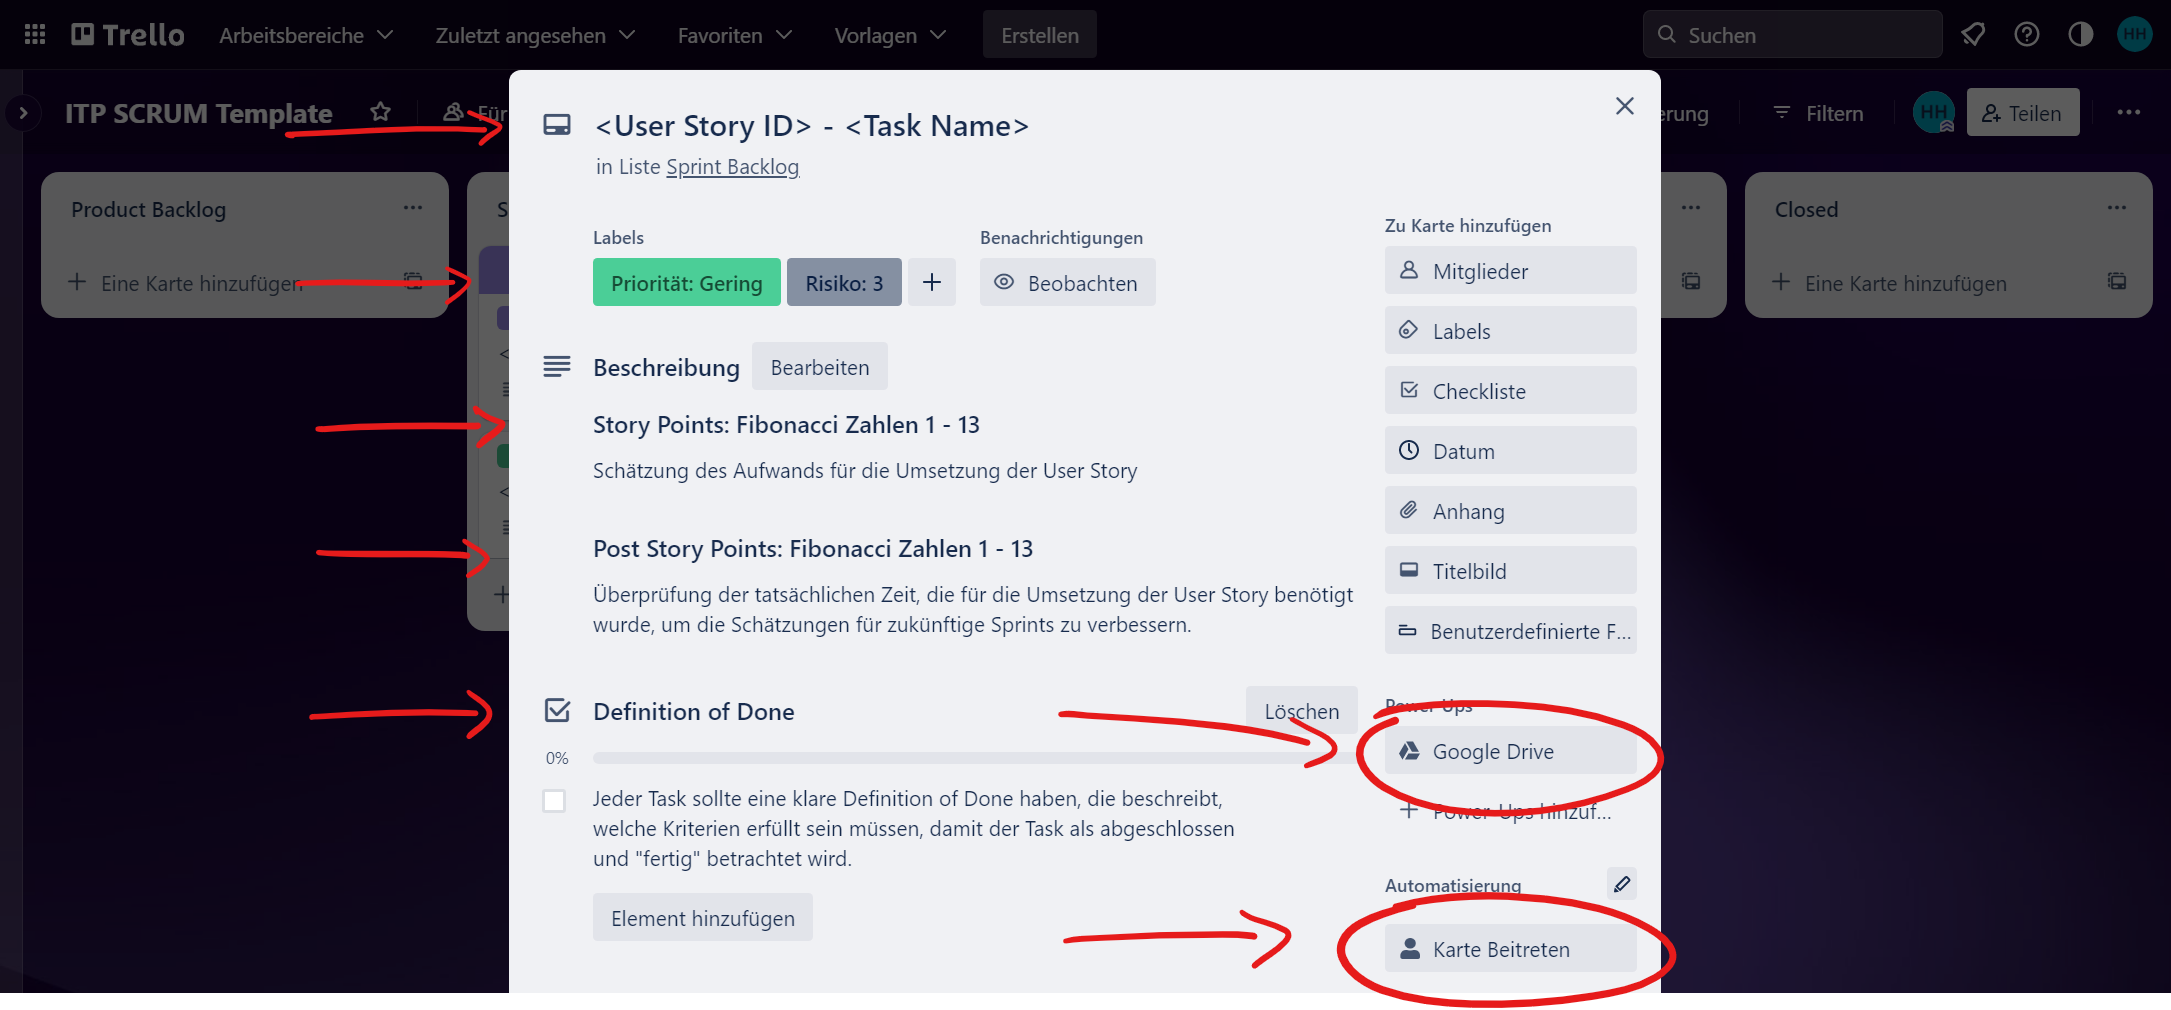 Trello
Arbeitsbereiche
Zuletzt angesehen
Favoriten
Vorlagen
Erstellen
Suchen
HH
ITP SCRUM Template
Für
erung
Filtern
HH
Teilen
Product Backlog
Eine Karte hinzufügen
S
<
<
Closed
Eine Karte hinzufügen
<User Story ID> - <Task Name>
in Liste Sprint Backlog
Labels
Priorität: Gering
Risiko: 3
Benachrichtigungen
Beobachten
Beschreibung
Bearbeiten
Story Points: Fibonacci Zahlen 1 - 13
Schätzung des Aufwands für die Umsetzung der User Story
Post Story Points: Fibonacci Zahlen 1 - 13
Überprüfung der tatsächlichen Zeit, die für die Umsetzung der User Story benötigt
wurde, um die Schätzungen für zukünftige Sprints zu verbessern.
Definition of Done
Löschen
0%
Jeder Task sollte eine klare Definition of Done haben, die beschreibt,
welche Kriterien erfüllt sein müssen, damit der Task als abgeschlossen
und "fertig" betrachtet wird.
Element hinzufügen
Zu Karte hinzufügen
Mitglieder
Labels
Checkliste
Datum
Anhang
Titelbild
Benutzerdefinierte F...
Power-Ups
Google Drive
Power-Ups hinzuf...
Automatisierung
Karte Beitreten